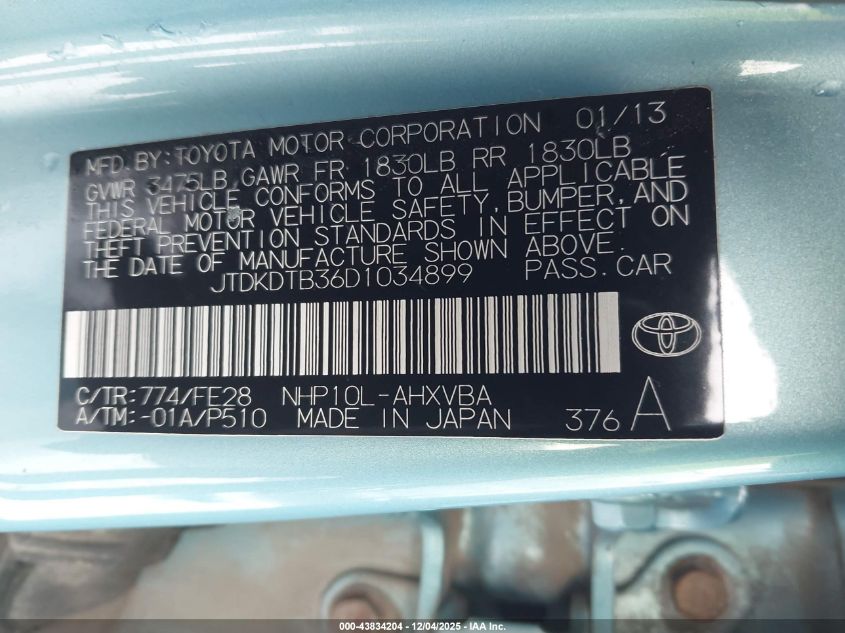 MFD. BY: TOYOTA MOTOR CORPORATION 01/13
GVWR 3475LB GAWR FR 1830LB RR 1830LB
THIS VEHICLE CONFORMS TO ALL APPLICABLE
FEDERAL MOTOR VEHICLE SAFETY, BUMPER, AND
THEFT PREVENTION STANDARDS IN EFFECT ON
THE DATE OF MANUFACTURE SHOWN ABOVE.
JTDKDTB36D1034899 PASS. CAR
C/TR: 774/FE28 NHP10L-AHXVBA
A/TM: -01A/P510 MADE IN JAPAN 376 A
000-43834204 - 12/04/2025 - IAA Inc.